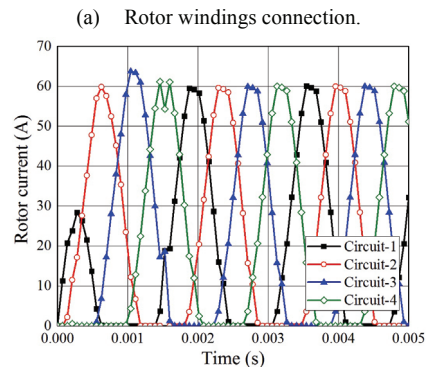 (a) Rotor windings connection.
70
60
50
40
30
20
10
0
Rotor current (A)
Circuit-1
Circuit-2
Circuit-3
Circuit-4
0.000 0.001 0.002 0.003 0.004 0.005
Time (s)